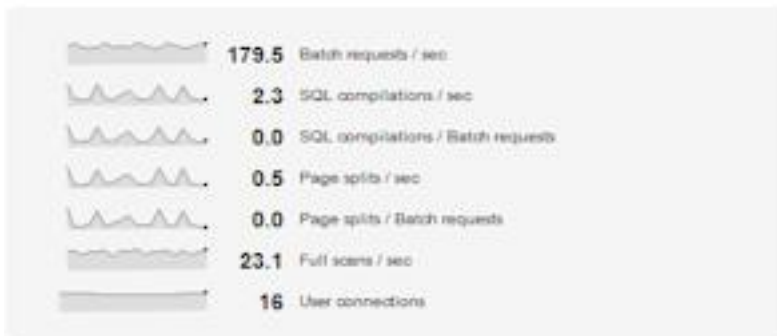 179.5 Batch requests / sec
2.3 SQL compilations / sec
0.0 SQL compilations / Batch requests
0.5 Page splits / sec
0.0 Page splits / Batch requests
23.1 Full scans / sec
16 User connections